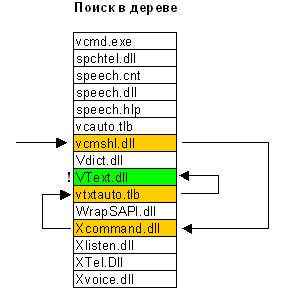 Поиск в дереве
vcmd.exe
spchtel.dll
speech.cnt
speech.dll
speech.hlp
vcauto.tlb
vcmshl.dll
Vdict.dll
! VText.dll
vtxtauto.tlb
WrapSAPI.dll
Xcommand.dll
Xlisten.dll
XTel.Dll
Xvoice.dll